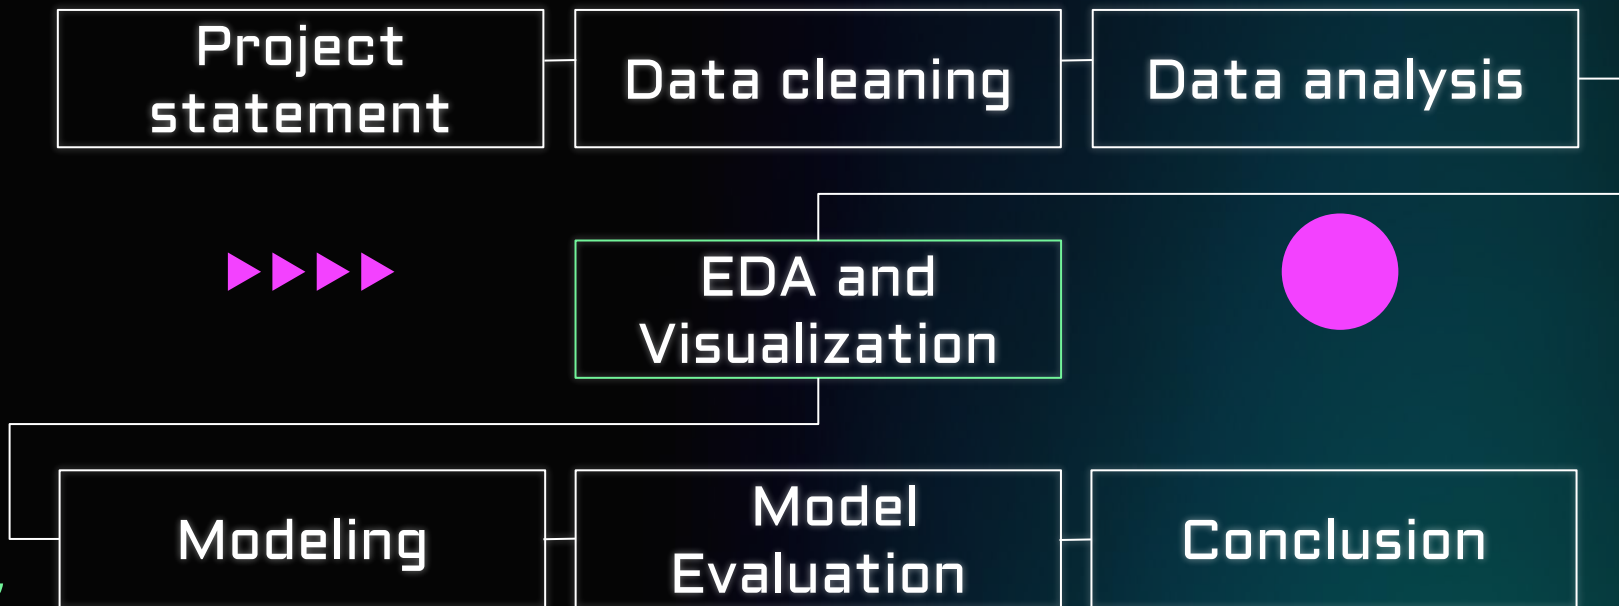 Project
statement
Data cleaning
Data analysis
EDA and
Visualization
Modeling
Model
Evaluation
Conclusion